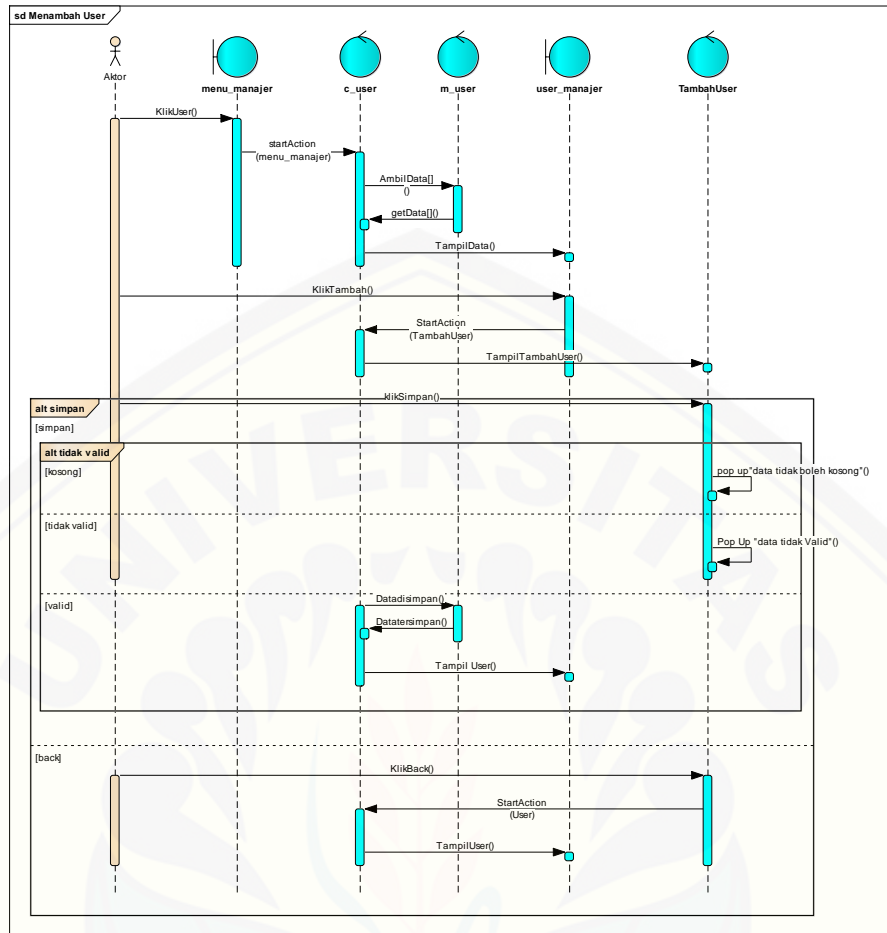 sd Menambah User
Aktor
menu_manajer
c_user
m_user
user_manajer
TambahUser
KlikUser()
startAction
(menu_manajer)
AmbilData[]
()
getData[]()
TampilData()
KlikTambah()
StartAction
(TambahUser)
TampilTambahUser()
klikSimpan()
alt simpan
[simpan]
alt tidak valid
[kosong]
pop up"data tidak boleh kosong"()
[tidak valid]
Pop Up "data tidak Valid"()
[valid]
Datadisimpan()
Datatersimpan()
Tampil User()
[back]
KlikBack()
StartAction
(User)
TampilUser()
UNIVERSITAS